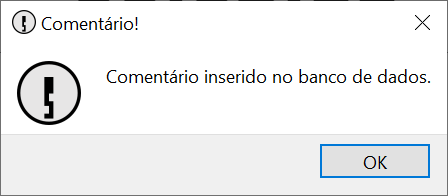 Comentário!
Comentário inserido no banco de dados.
OK